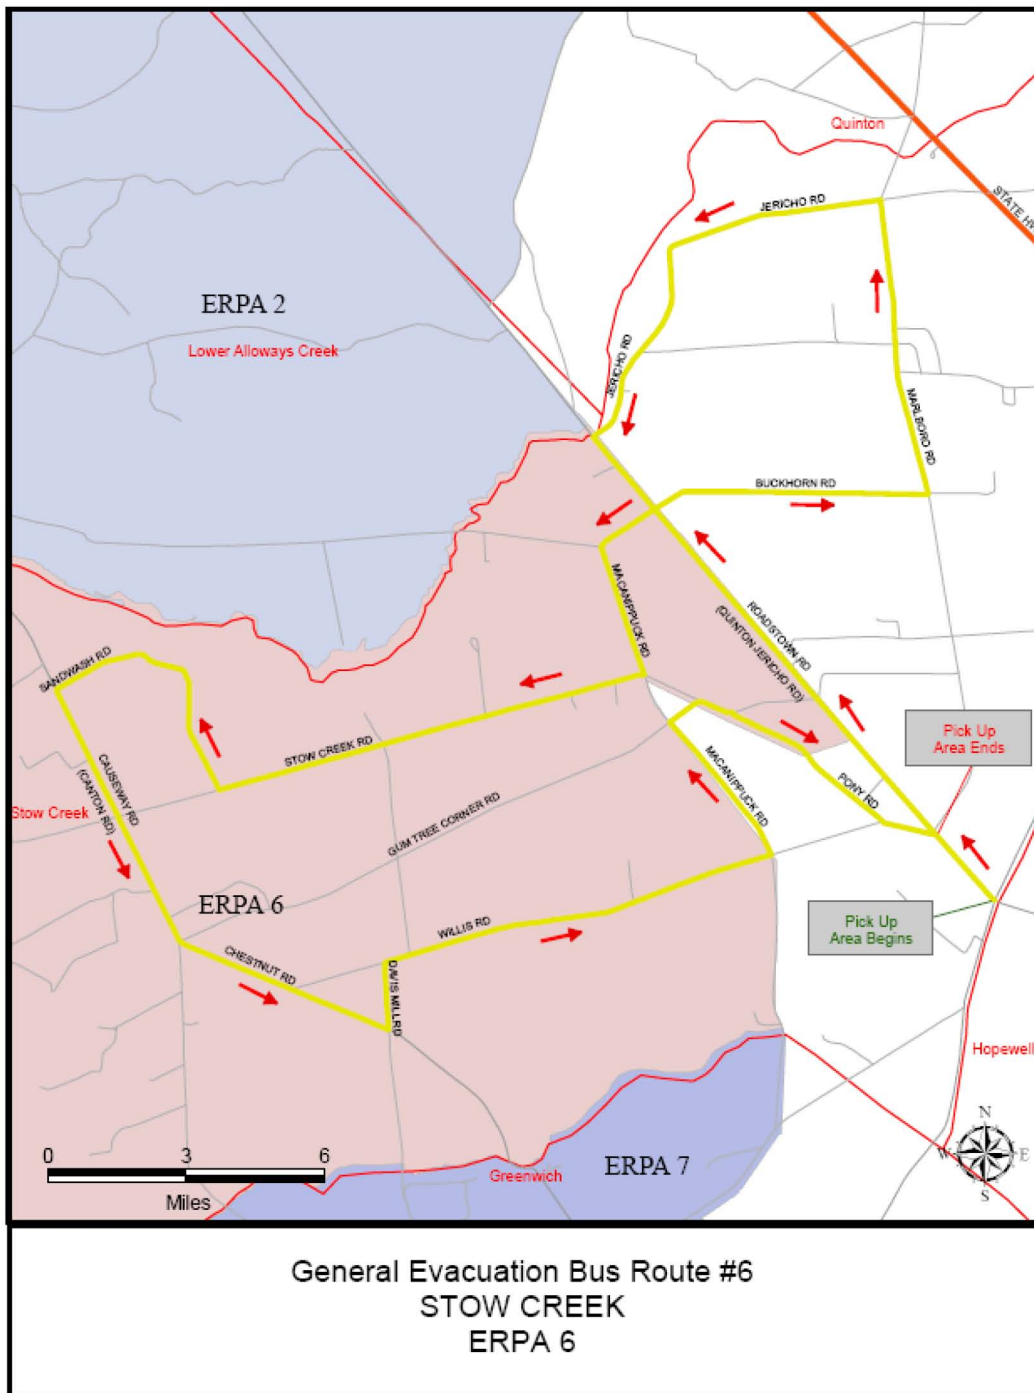 Quinton
STATE HW
JERICHO RD
ERPA 2
Lower Alloways Creek
JERICHO RD
MARLBORO RD
BUCKHORN RD
MACANIPPUCK RD
ROADSTOWN RD
(QUINTON JERICHO RD)
SANDWASH RD
STOW CREEK RD
Pick Up
Area Ends
CAUSEWAY RD
(CANTON RD)
MACANIPPUCK RD
PONY RD
Stow Creek
GUM TREE CORNER RD
ERPA 6
Pick Up
Area Begins
WILLIS RD
CHESTNUT RD
DAVIS MILL RD
Hopewell
N
W
E
S
0 3 6
Miles
ERPA 7
Greenwich
General Evacuation Bus Route #6
STOW CREEK
ERPA 6